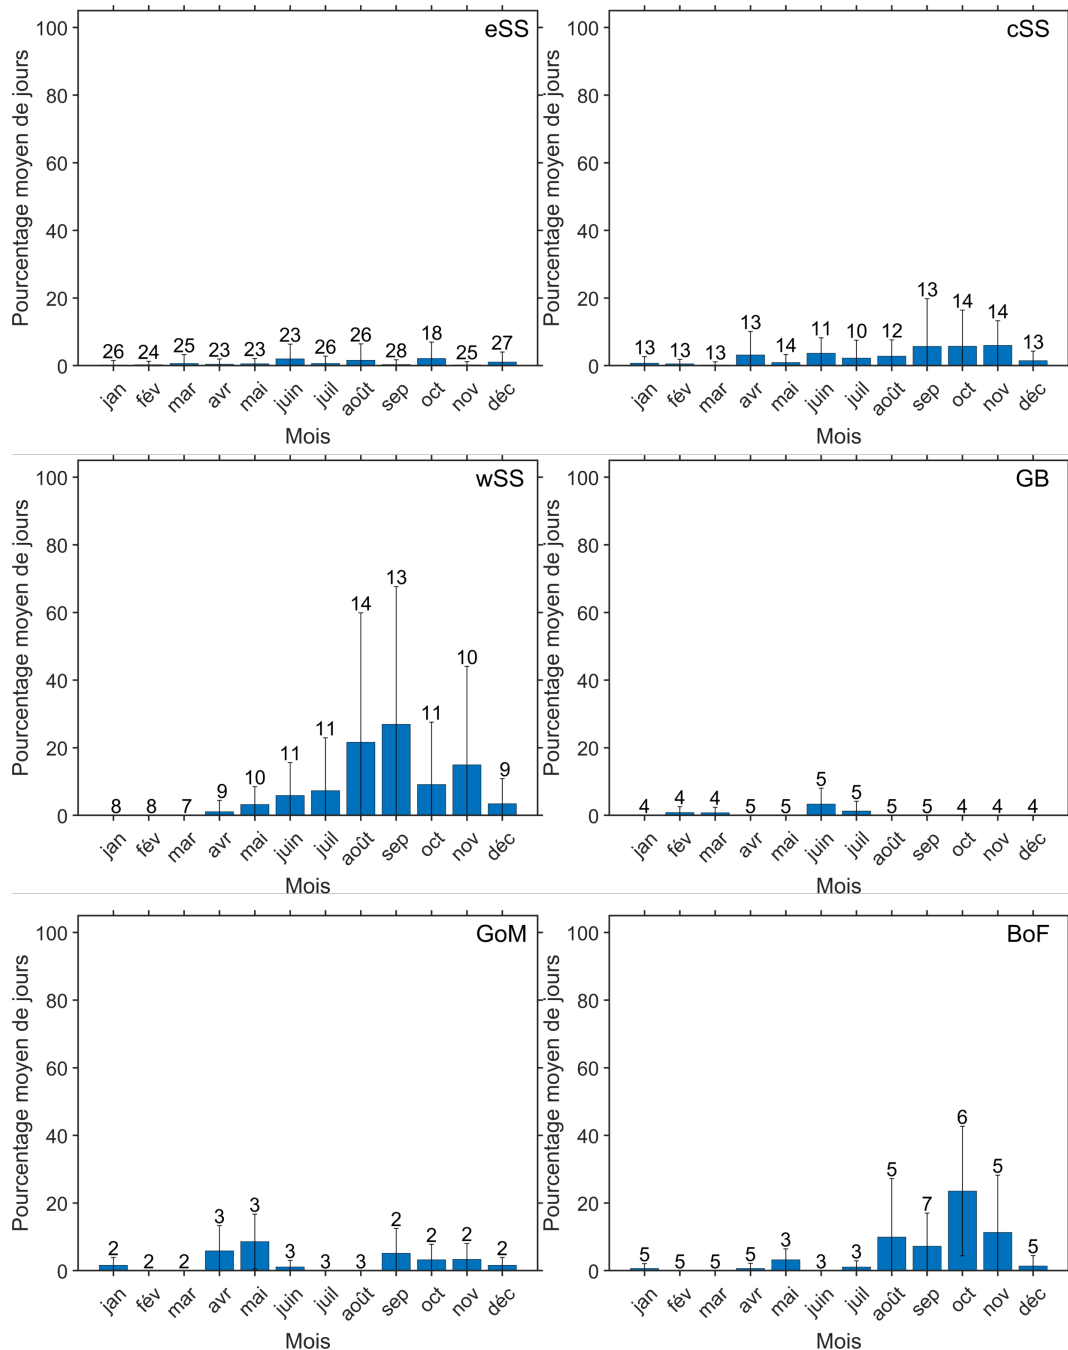 eSS
Pourcentage moyen de jours
100
80
60
40
20
0
26 24 25 23 23 23 26 26 28 18 25 27
jan fév mar avr mai juin juil août sep oct nov déc
Mois
cSS
Pourcentage moyen de jours
100
80
60
40
20
0
13 13 13 13 14 11 10 12 13 14 14 13
jan fév mar avr mai juin juil août sep oct nov déc
Mois
wSS
Pourcentage moyen de jours
100
80
60
40
20
0
8 8 7 9 10 11 11 14 13 11 10 9
jan fév mar avr mai juin juil août sep oct nov déc
Mois
GB
Pourcentage moyen de jours
100
80
60
40
20
0
4 4 4 5 5 5 5 5 5 4 4 4
jan fév mar avr mai juin juil août sep oct nov déc
Mois
GoM
Pourcentage moyen de jours
100
80
60
40
20
0
2 2 2 3 3 3 3 3 2 2 2 2
jan fév mar avr mai juin juil août sep oct nov déc
Mois
BoF
Pourcentage moyen de jours
100
80
60
40
20
0
5 5 5 5 3 3 3 5 7 6 5 5
jan fév mar avr mai juin juil août sep oct nov déc
Mois